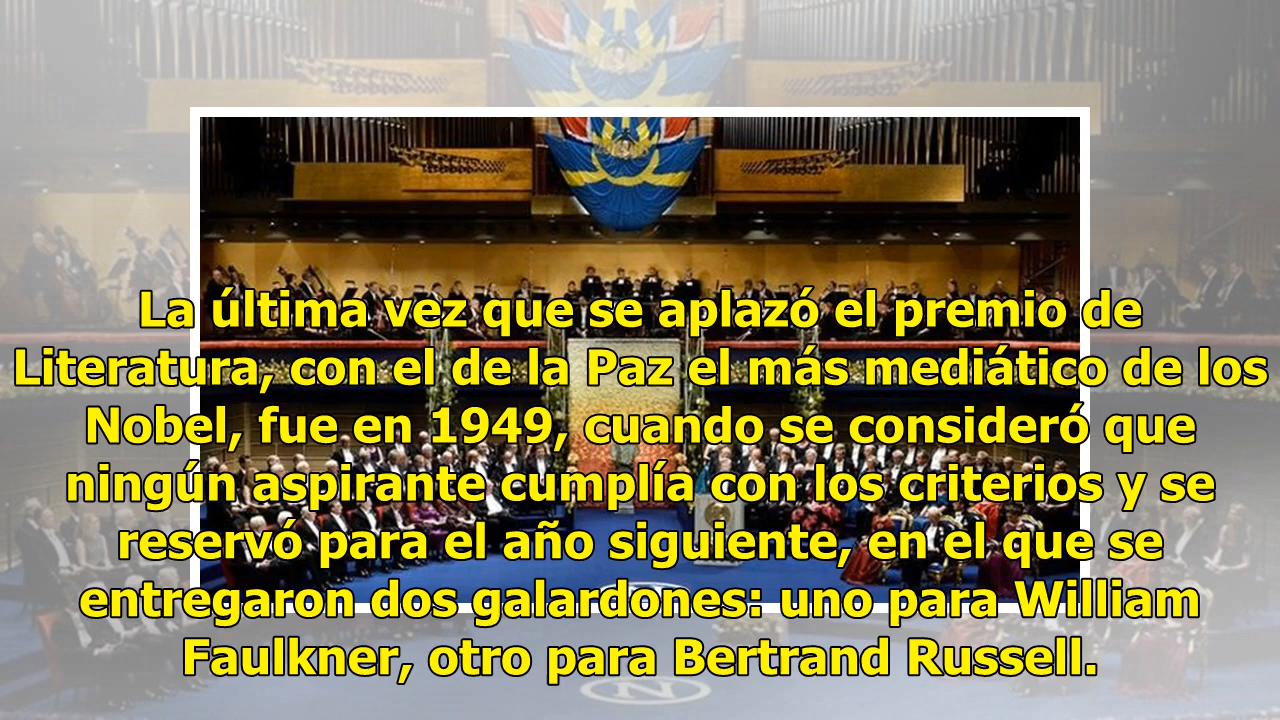 La última vez que se aplazó el premio de
Literatura, con el de la Paz el más mediático de los
Nobel, fue en 1949, cuando se consideró que
ningún aspirante cumplía con los criterios y se
reservó para el año siguiente, en el que se
entregaron dos galardones: uno para William
Faulkner, otro para Bertrand Russell.
N